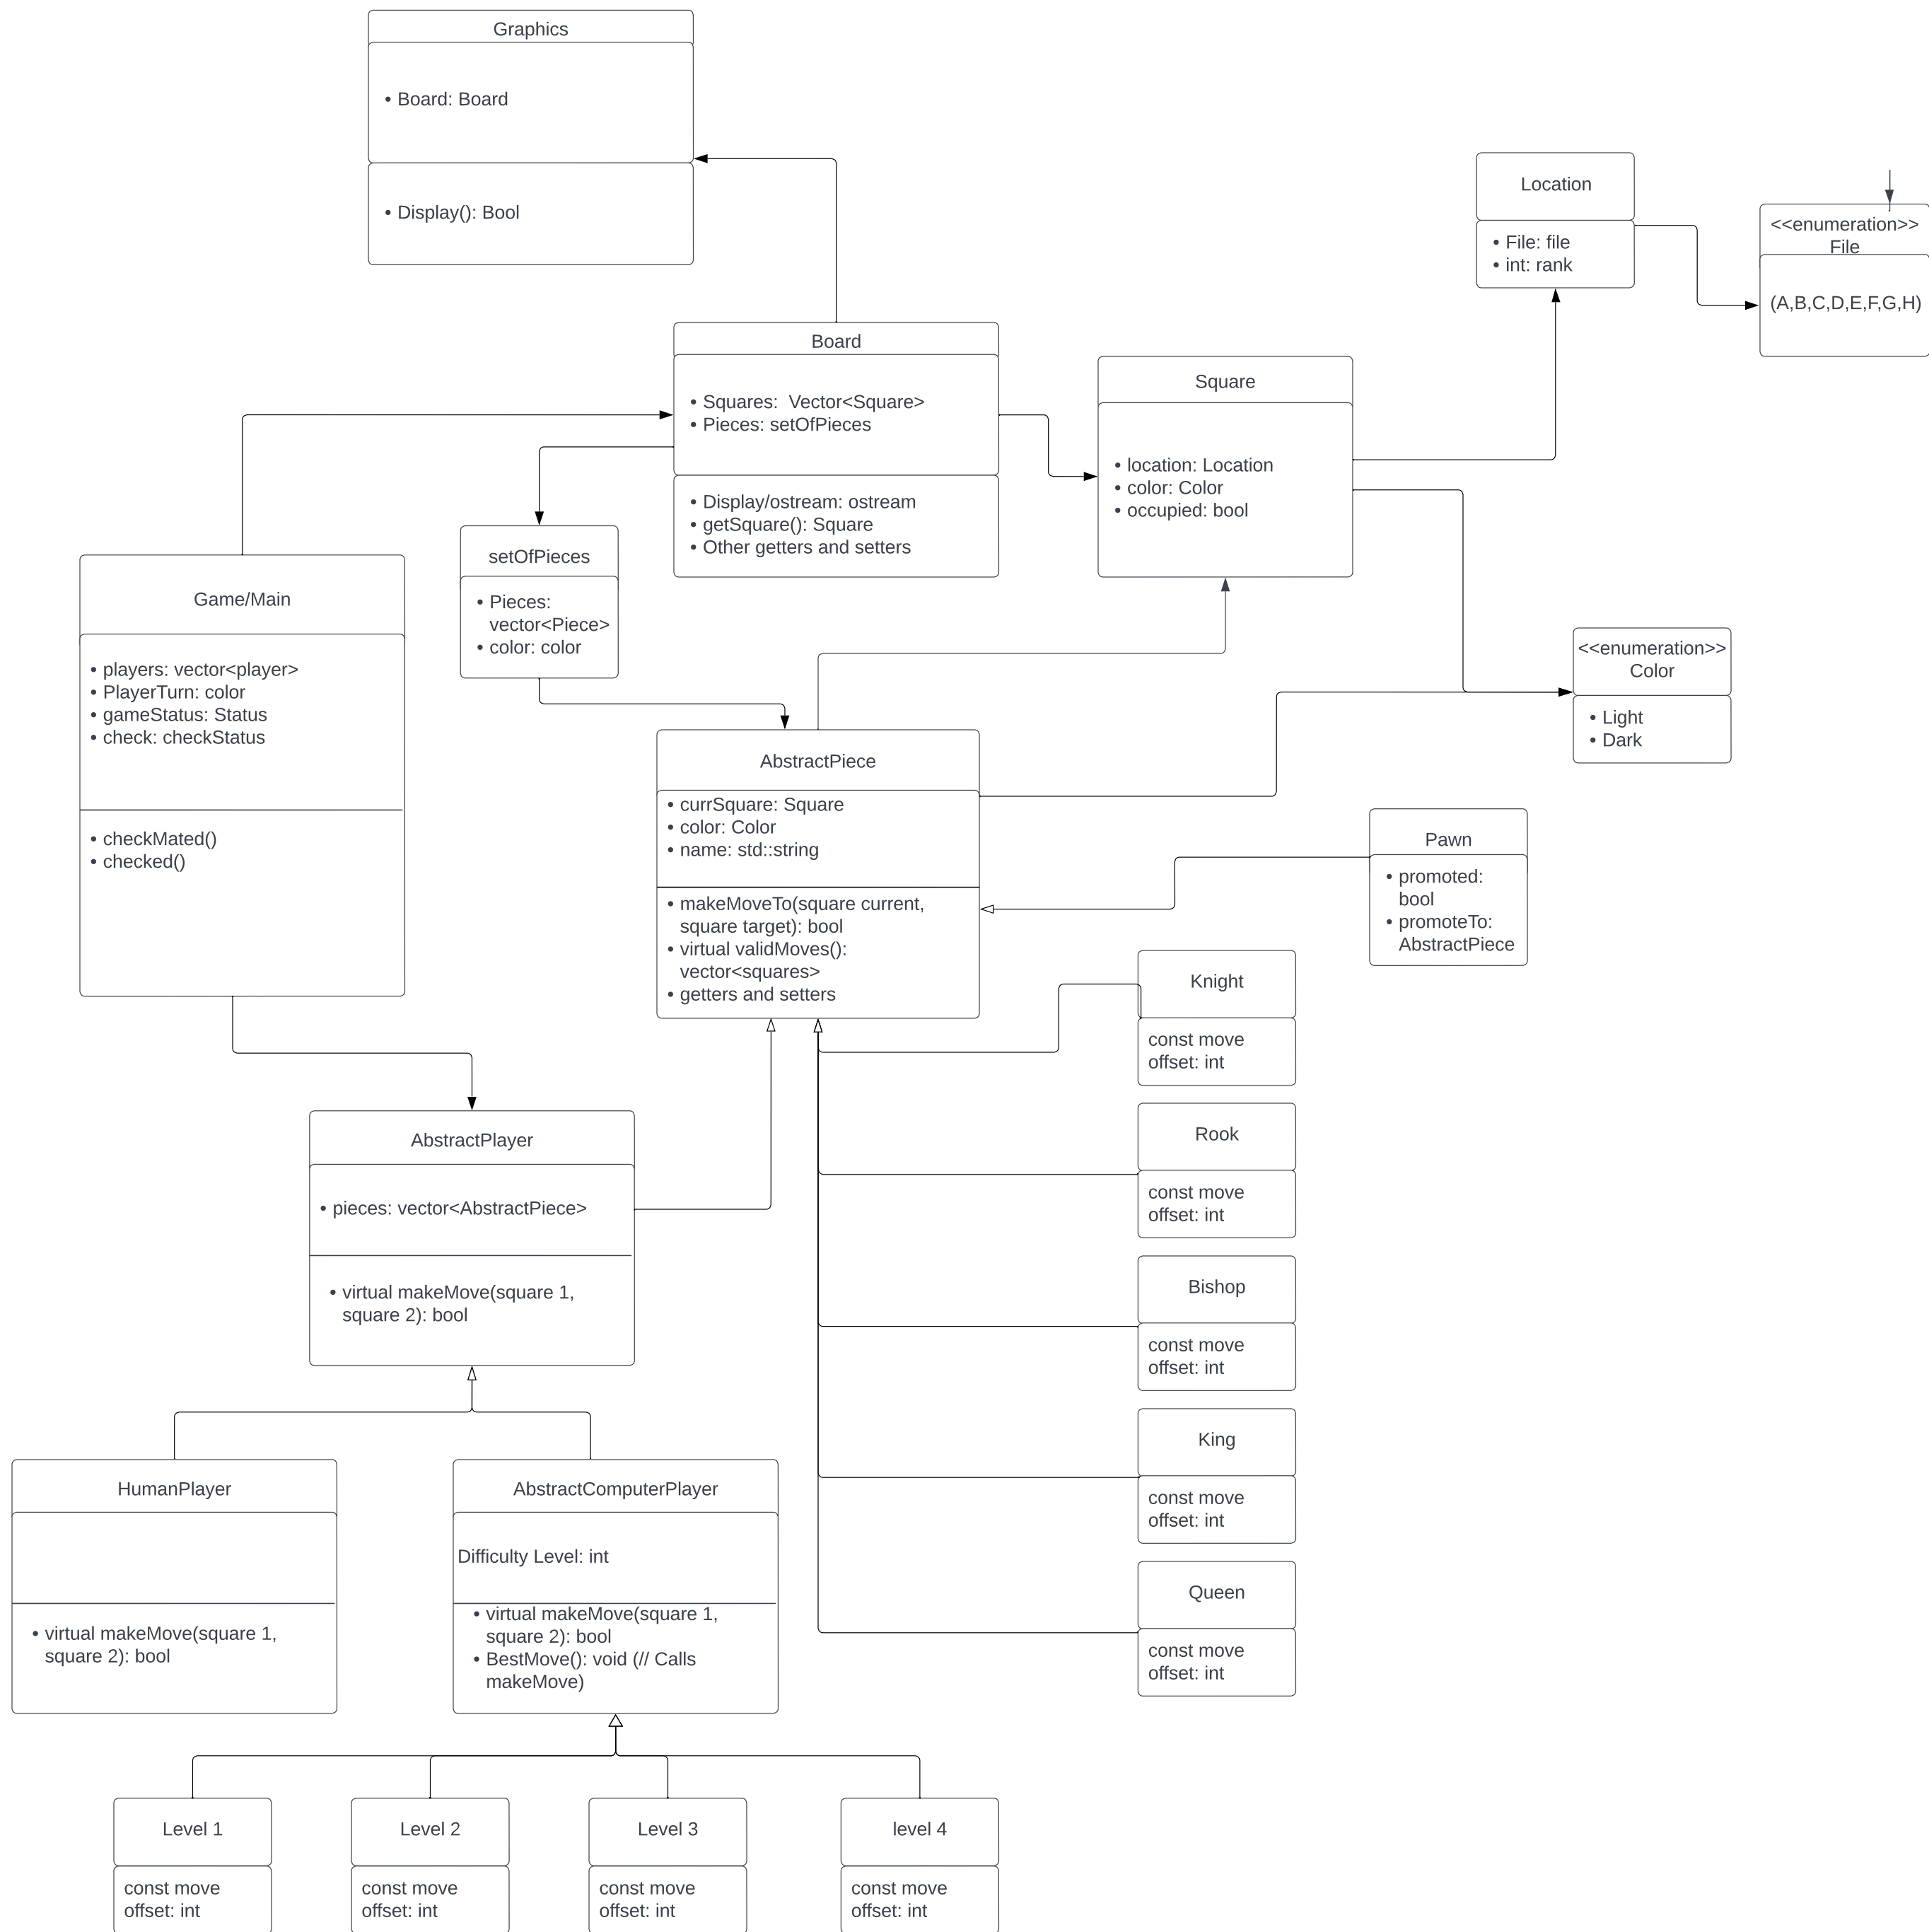 Graphics
• Board: Board
• Display(): Bool
Location
• File: file
• int: rank
<<enumeration>>
File
(A,B,C,D,E,F,G,H)
Board
• Squares:  Vector<Square>
• Pieces: setOfPieces
• Display/ostream: ostream
• getSquare(): Square
• Other getters and setters
Square
• location: Location
• color: Color
• occupied: bool
setOfPieces
• Pieces:
vector<Piece>
• color: color
Game/Main
• players: vector<player>
• PlayerTurn: color
• gameStatus: Status
• check: checkStatus
• checkMated()
• checked()
<<enumeration>>
Color
• Light
• Dark
AbstractPiece
• currSquare: Square
• color: Color
• name: std::string
• makeMoveTo(square current,
square target): bool
• virtual validMoves():
vector<squares>
• getters and setters
Pawn
• promoted:
bool
• promoteTo:
AbstractPiece
Knight
const move
offset: int
Rook
const move
offset: int
Bishop
const move
offset: int
King
const move
offset: int
Queen
const move
offset: int
AbstractPlayer
• pieces: vector<AbstractPiece>
• virtual makeMove(square 1,
square 2): bool
HumanPlayer
• virtual makeMove(square 1,
square 2): bool
AbstractComputerPlayer
Difficulty Level: int
• virtual makeMove(square 1,
square 2): bool
• BestMove(): void (// Calls
makeMove)
Level 1
const move
offset: int
Level 2
const move
offset: int
Level 3
const move
offset: int
level 4
const move
offset: int